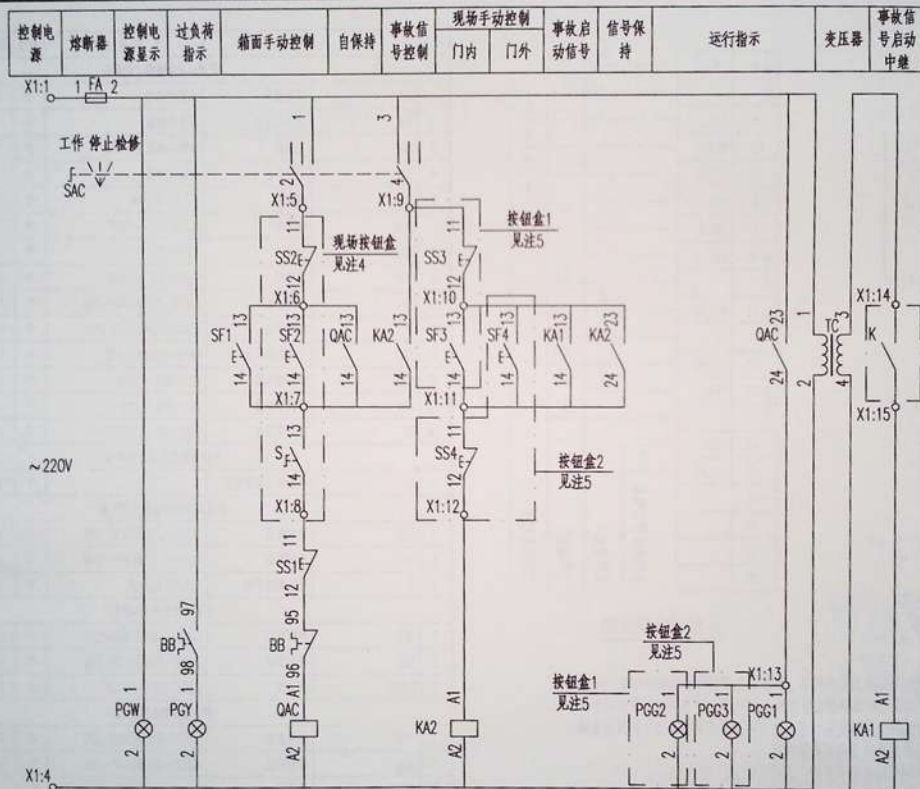 控制电源
熔断器
控制电源显示
过负荷指示
箱面手动控制
自保持
事故信号控制
现场手动控制
门内
门外
事故启动信号
信号保持
运行指示
变压器
事故信号启动中继
X1:1 1 FA 2
1
3
工作 停止检修
SAC
2
4
X1:5
X1:9
11
现场按钮盒
见注4
11
按钮盒1
见注5
SS2
SS3
12
12
X1:6
X1:10
X1:14
13
13
13
13
13
13
13
23
23
1
TC
3
SF1
SF2
QAC
KA2
SF3
SF4
KA1
KA2
QAC
K
14
14
14
14
14
14
14
24
24
2
4
X1:7
X1:11
X1:15
13
S
14
11
SS4
12
按钮盒2
见注5
~220V
X1:8
X1:12
11
SS1
12
97
BB
98
95
BB
96
按钮盒2
见注5
按钮盒1
见注5
X1:13
1
PGW
2
1
PGY
2
A1
QAC
A2
A1
KA2
A2
1
PGG2
2
1
PGG3
2
1
PGG1
2
A1
KA1
A2
X1:4